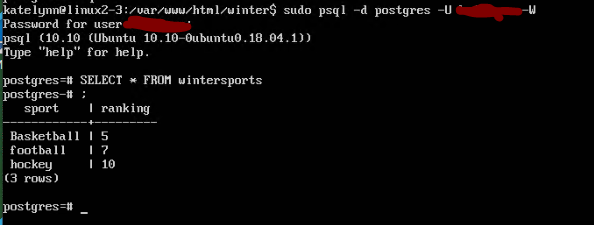 katelynn@linux2-3:/var/www/html/winter$ sudo psql -d postgres -U -W
Password for user
psql (10.10 (Ubuntu 10.10-0ubuntu0.18.04.1))
Type "help" for help.
postgres=# SELECT * FROM wintersports
postgres-# ;
sport | ranking
------------+---------
Basketball | 5
football | 7
hockey | 10
(3 rows)
postgres=# _